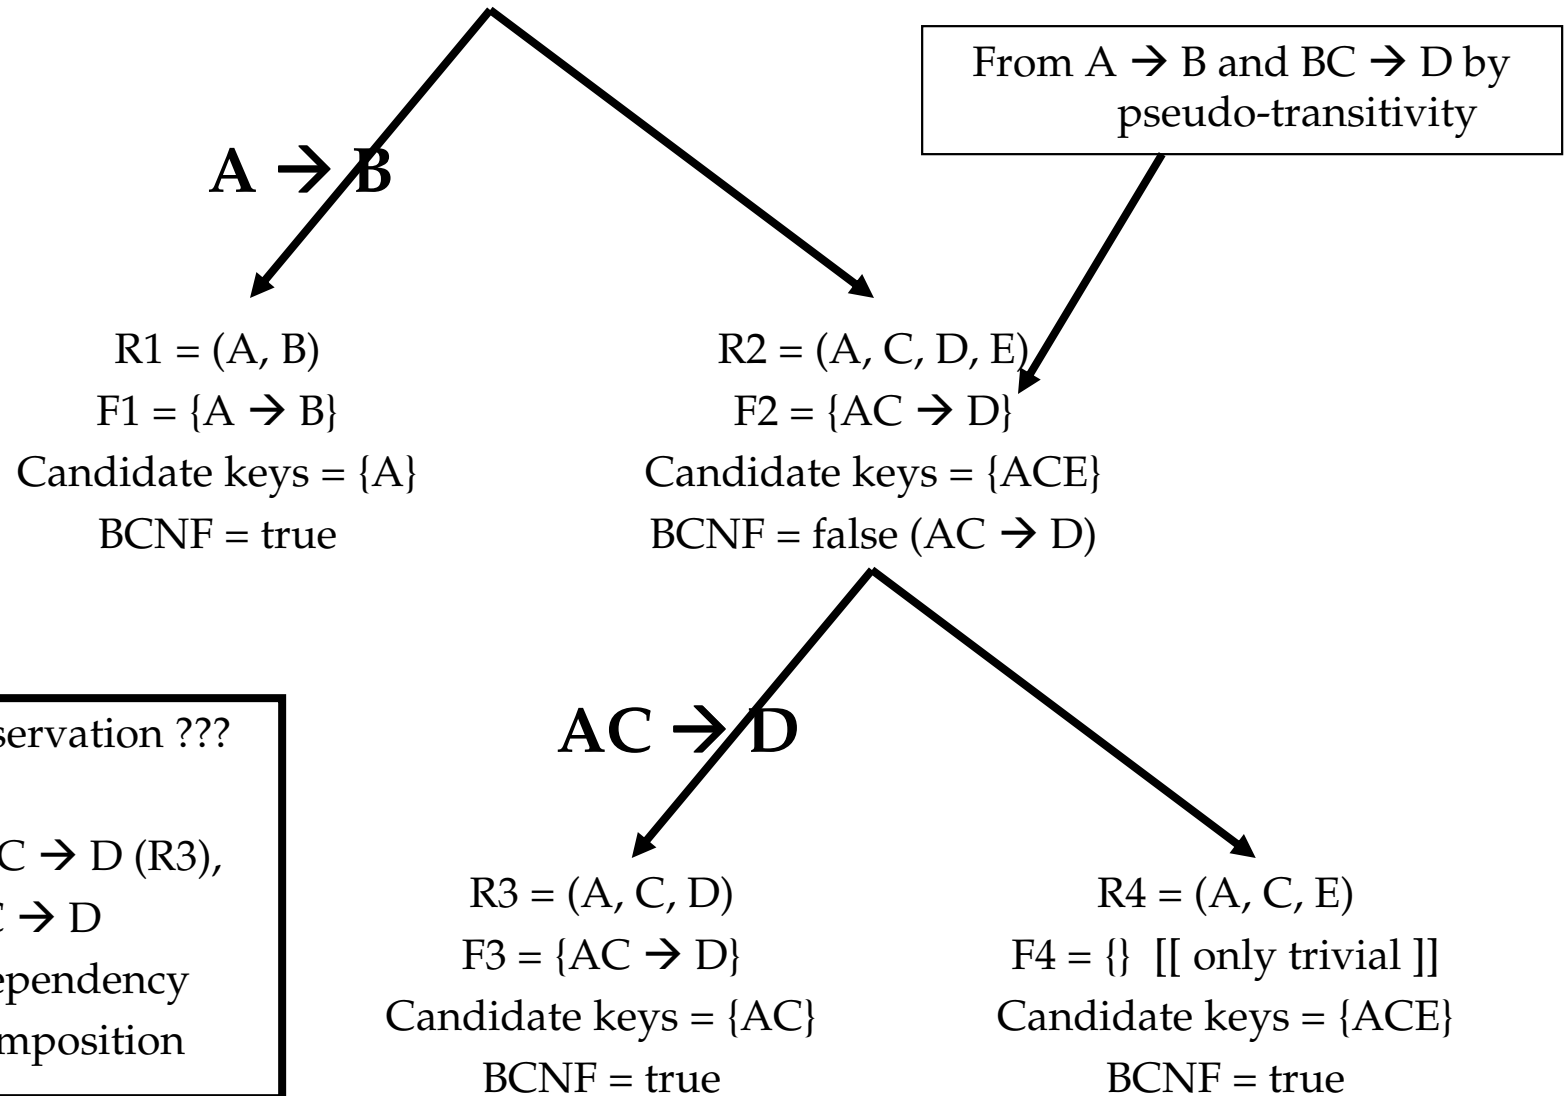 From A → B and BC → D by
pseudo-transitivity
A → B
R1 = (A, B)
F1 = {A → B}
Candidate keys = {A}
BCNF = true
R2 = (A, C, D, E)
F2 = {AC → D}
Candidate keys = {ACE}
BCNF = false (AC → D)
servation ???
C → D (R3),
→ D
ependency
mposition
AC → D
R3 = (A, C, D)
F3 = {AC → D}
Candidate keys = {AC}
BCNF = true
R4 = (A, C, E)
F4 = {} [[ only trivial ]]
Candidate keys = {ACE}
BCNF = true